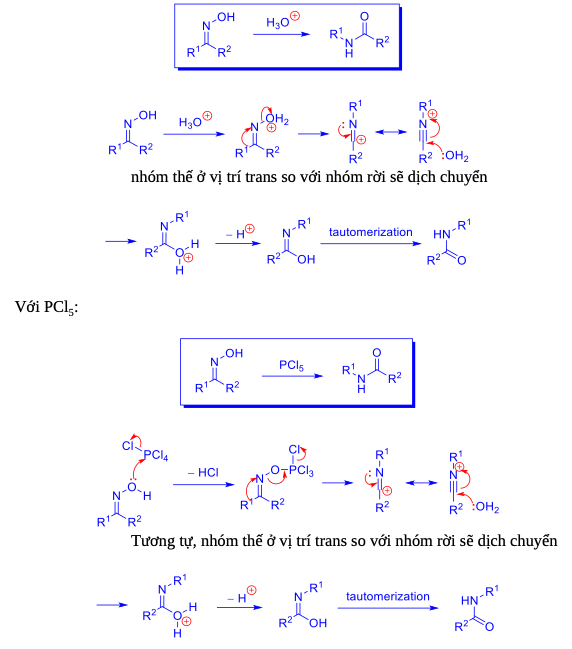 N OH H₃O⊕ O
R¹ R² R¹ N H R²
N OH H₃O⊕ N OH₂ ⊕ R¹ N ⊕ R¹ N ⊕
R¹ R² R¹ R² R² R² :OH₂
nhóm thế ở vị trí trans so với nhóm rời sẽ dịch chuyển
N R¹ – H⊕ N R¹ tautomerization HN R¹
R² O H H ⊕ R² OH R² O
Với PCl₅:
N OH PCl₅ O
R¹ R² R¹ N H R²
Cl PCl₄ – HCl Cl N O PCl₃ R¹ N ⊕ R¹ N ⊕
N O H R¹ R² R¹ R² R² R² :OH₂
Tương tự, nhóm thế ở vị trí trans so với nhóm rời sẽ dịch chuyển
N R¹ – H⊕ N R¹ tautomerization HN R¹
R² O H H ⊕ R² OH R² O